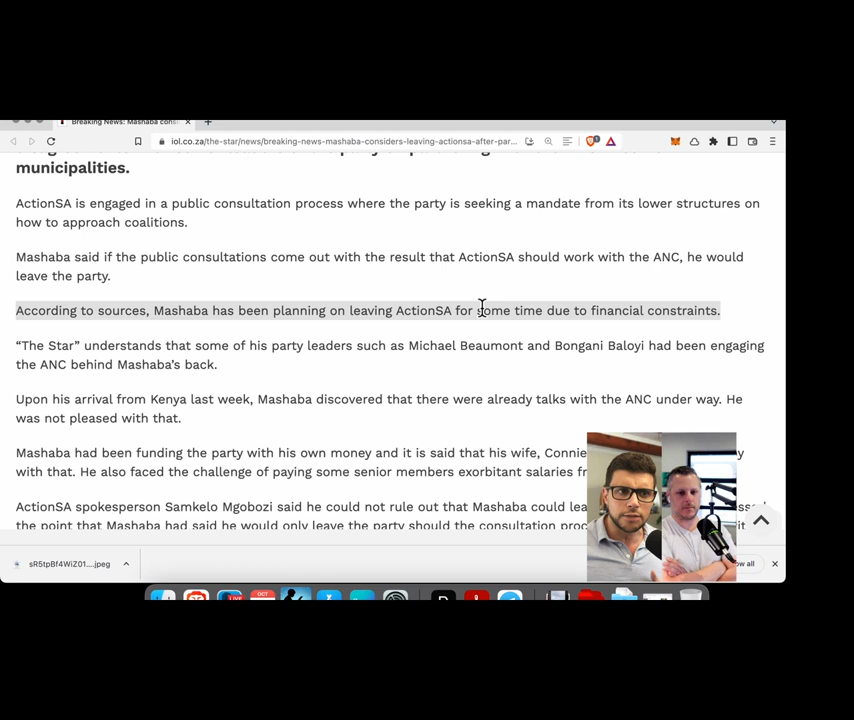 Breaking News: Mashaba consi
iol.co.za/the-star/news/breaking-news-mashaba-considers-leaving-actionsa-after-par...
municipalities.
ActionSA is engaged in a public consultation process where the party is seeking a mandate from its lower structures on
how to approach coalitions.
Mashaba said if the public consultations come out with the result that ActionSA should work with the ANC, he would
leave the party.
According to sources, Mashaba has been planning on leaving ActionSA for some time due to financial constraints.
“The Star” understands that some of his party leaders such as Michael Beaumont and Bongani Baloyi had been engaging
the ANC behind Mashaba’s back.
Upon his arrival from Kenya last week, Mashaba discovered that there were already talks with the ANC under way. He
was not pleased with that.
Mashaba had been funding the party with his own money and it is said that his wife, Connie
with that. He also faced the challenge of paying some senior members exorbitant salaries
ActionSA spokesperson Samkelo Mgobozi said he could not rule out that Mashaba could
the point that Mashaba had said he would only leave the party should the consultation
sR5tpBf4WiZ01....jpeg
all
LIVE
OCT